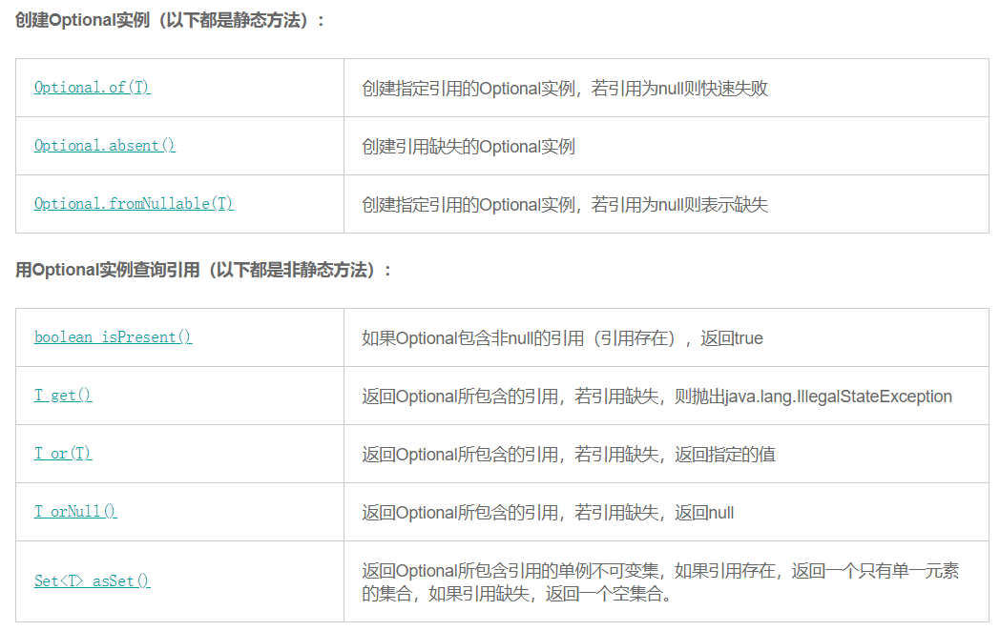 创建Optional实例（以下都是静态方法）：
Optional.of(T)
创建指定引用的Optional实例，若引用为null则快速失败
Optional.absent()
创建引用缺失的Optional实例
Optional.fromNullable(T)
创建指定引用的Optional实例，若引用为null则表示缺失
用Optional实例查询引用（以下都是非静态方法）：
boolean isPresent()
如果Optional包含非null的引用（引用存在），返回true
T get()
返回Optional所包含的引用，若引用缺失，则抛出java.lang.IllegalStateException
T or(T)
返回Optional所包含的引用，若引用缺失，返回指定的值
T orNull()
返回Optional所包含的引用，若引用缺失，返回null
Set<T> asSet()
返回Optional所包含引用的单例不可变集，如果引用存在，返回一个只有单一元素
的集合，如果引用缺失，返回一个空集合。